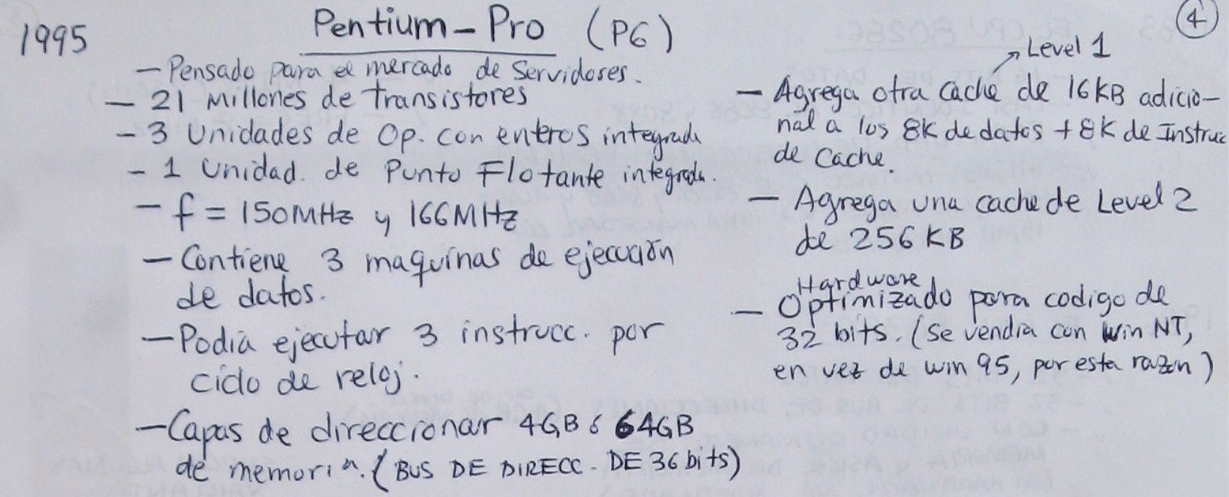 4
1995
Pentium-Pro (P6)
- Pensado para el mercado de Servidores.
- 21 Millones de transistores
- 3 Unidades de Op. con enteros integrada
- 1 Unidad. de Punto Flotante integrada.
- f = 150MHz y 166MHz
- Contiene 3 maquinas de ejecución
de datos.
- Podia ejecutar 3 instrucc. por
ciclo de reloj.
- Capas de direccionar 4GB ó 64GB
de memoria. (BUS DE DIRECC. DE 36 bits)
Level 1
- Agrega otra cache de 16KB adicio-
nal a los 8K de datos + 8K de Instrucc
de Cache.
- Agrega una cache de Level 2
de 256 KB
Hardware
- Optimizado para codigo de
32 bits. (Se vendia con Win NT,
en vez de win 95, por esta razon)